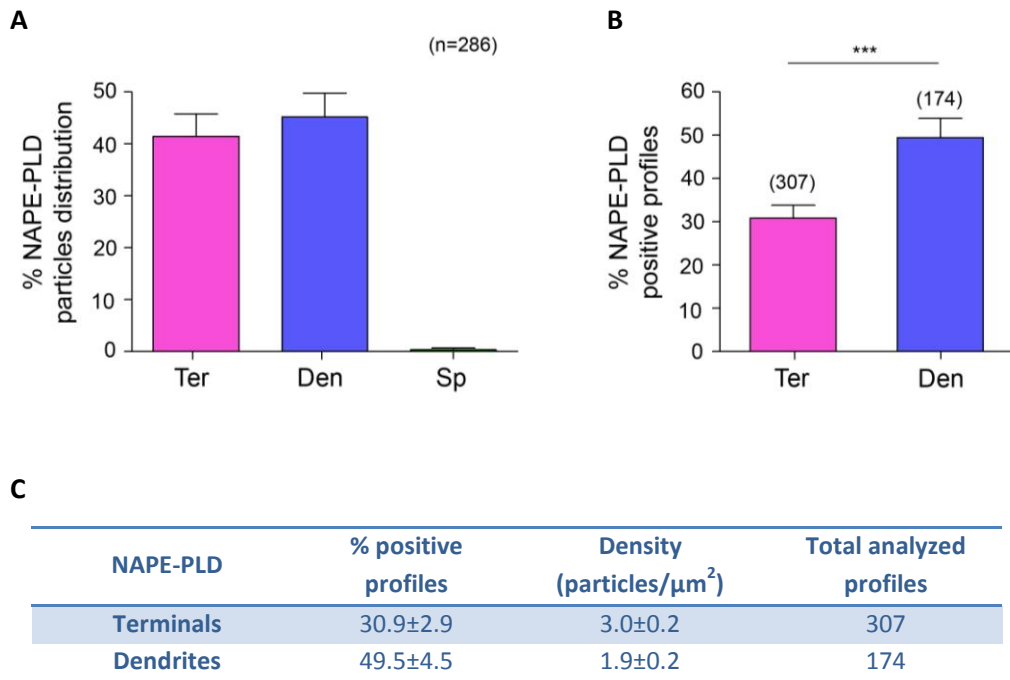 A
(n=286)
% NAPE-PLD
particles distribution
50
40
30
20
10
0
Ter Den Sp
B
***
(174)
(307)
% NAPE-PLD
positive profiles
60
50
40
30
20
10
0
Ter Den
C
NAPE-PLD % positive profiles Density (particles/µm²) Total analyzed profiles
Terminals 30.9±2.9 3.0±0.2 307
Dendrites 49.5±4.5 1.9±0.2 174